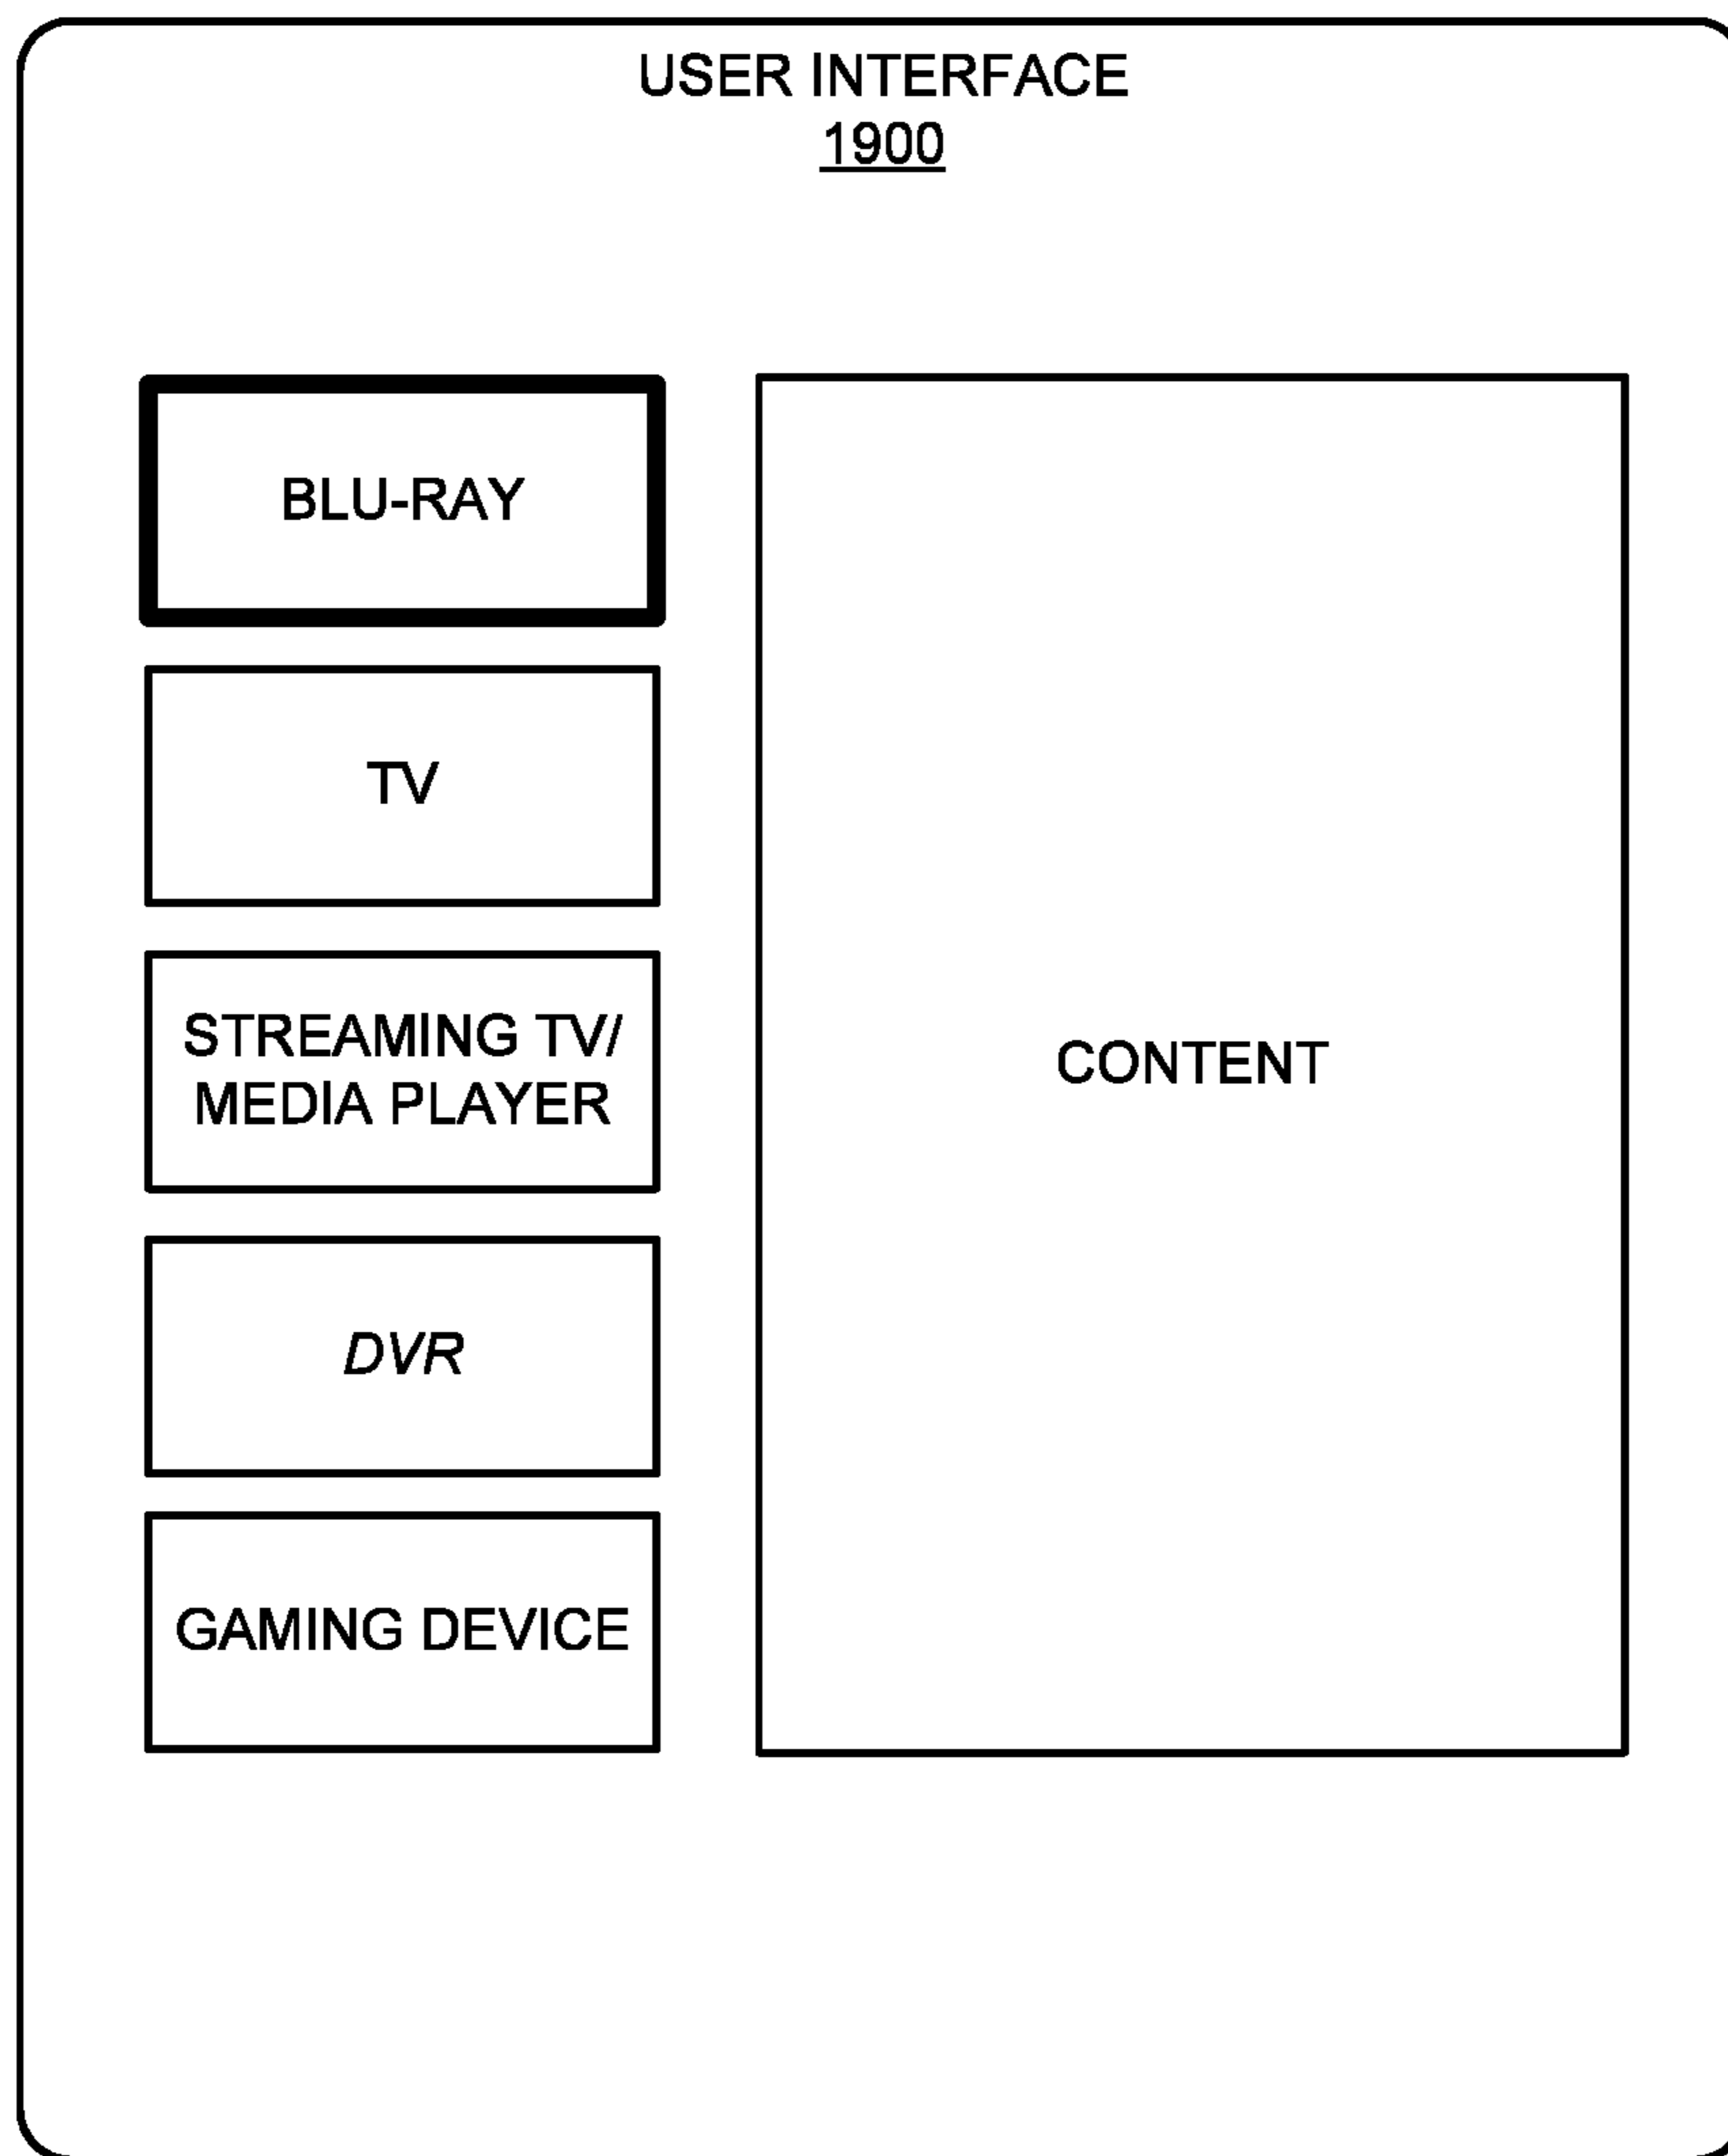 USER INTERFACE
1900
BLU-RAY
TV
STREAMING TV/
MEDIA PLAYER
DVR
GAMING DEVICE
CONTENT